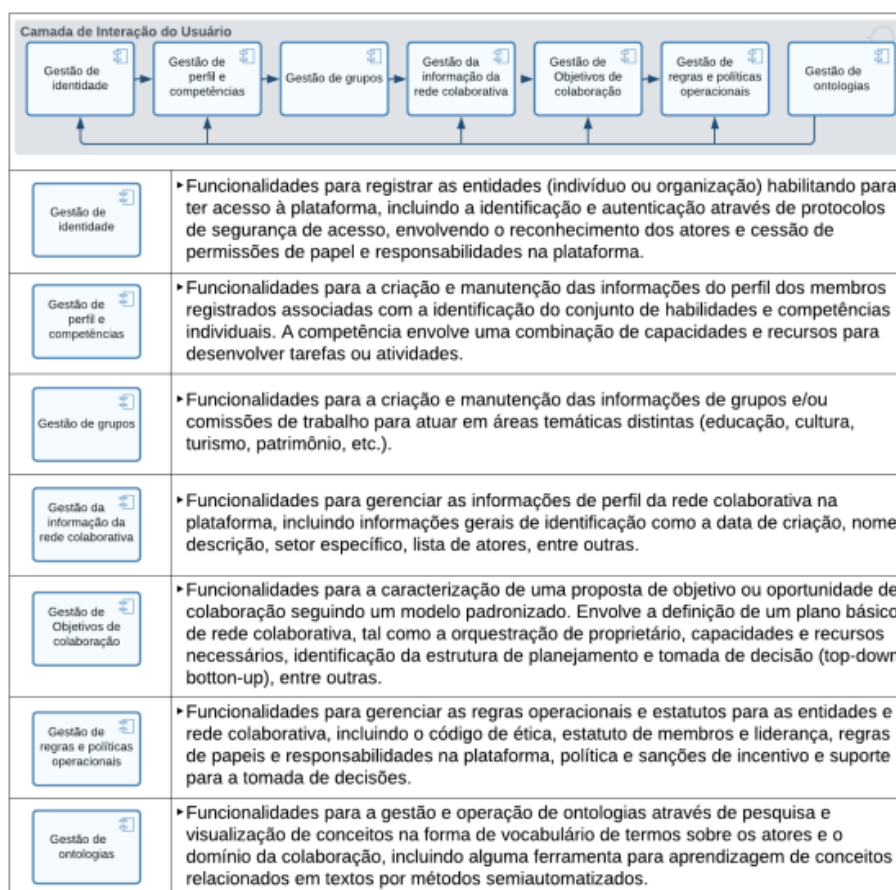 Camada de Interação do Usuário
Gestão de
identidade
Gestão de
perfil e
competências
Gestão de grupos
Gestão da
informação da
rede colaborativa
Gestão de
Objetivos de
colaboração
Gestão de
regras e políticas
operacionais
Gestão de
ontologias
Gestão de
identidade
‣Funcionalidades para registrar as entidades (indivíduo ou organização) habilitando para
ter acesso à plataforma, incluindo a identificação e autenticação através de protocolos
de segurança de acesso, envolvendo o reconhecimento dos atores e cessão de
permissões de papel e responsabilidades na plataforma.
Gestão de
perfil e
competências
‣Funcionalidades para a criação e manutenção das informações do perfil dos membros
registrados associadas com a identificação do conjunto de habilidades e competências
individuais. A competência envolve uma combinação de capacidades e recursos para
desenvolver tarefas ou atividades.
Gestão de grupos
‣Funcionalidades para a criação e manutenção das informações de grupos e/ou
comissões de trabalho para atuar em áreas temáticas distintas (educação, cultura,
turismo, patrimônio, etc.).
Gestão da
informação da
rede colaborativa
‣Funcionalidades para gerenciar as informações de perfil da rede colaborativa na
plataforma, incluindo informações gerais de identificação como a data de criação, nome
descrição, setor específico, lista de atores, entre outras.
Gestão de
Objetivos de
colaboração
‣Funcionalidades para a caracterização de uma proposta de objetivo ou oportunidade de
colaboração seguindo um modelo padronizado. Envolve a definição de um plano básico
de rede colaborativa, tal como a orquestração de proprietário, capacidades e recursos
necessários, identificação da estrutura de planejamento e tomada de decisão (top-down
botton-up), entre outras.
Gestão de
regras e políticas
operacionais
‣Funcionalidades para gerenciar as regras operacionais e estatutos para as entidades e
rede colaborativa, incluindo o código de ética, estatuto de membros e liderança, regras
de papeis e responsabilidades na plataforma, política e sanções de incentivo e suporte
para a tomada de decisões.
Gestão de
ontologias
‣Funcionalidades para a gestão e operação de ontologias através de pesquisa e
visualização de conceitos na forma de vocabulário de termos sobre os atores e o
domínio da colaboração, incluindo alguma ferramenta para aprendizagem de conceitos
relacionados em textos por métodos semiautomatizados.